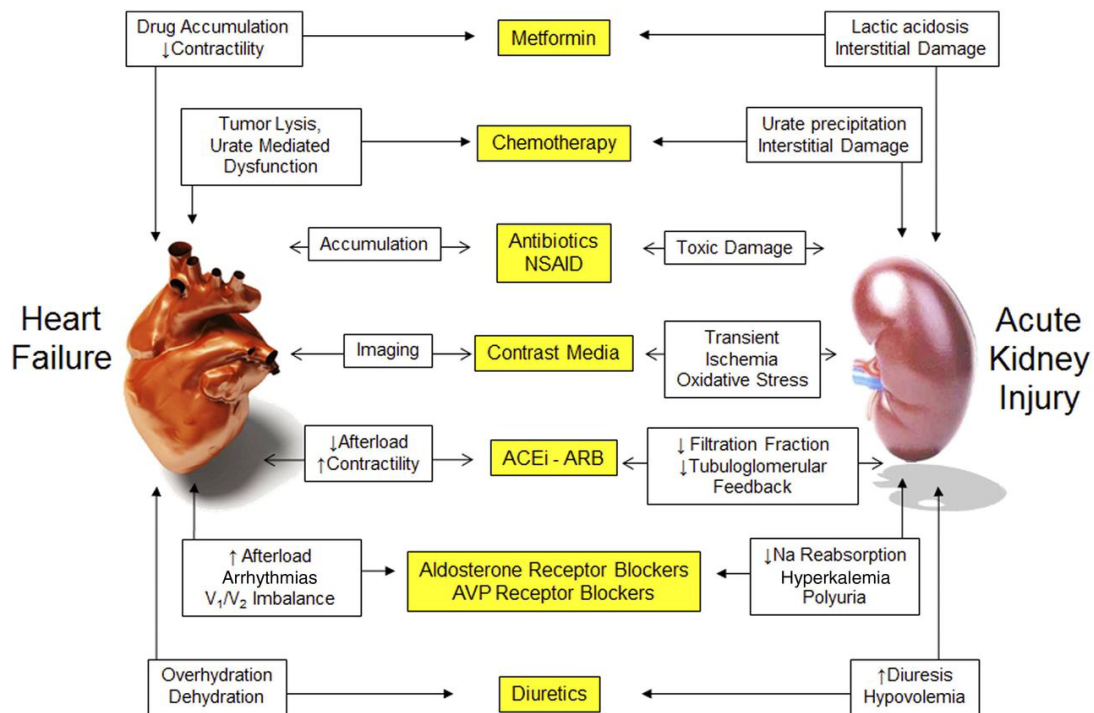 Drug Accumulation
↓Contractility
Metformin
Lactic acidosis
Interstitial Damage
Tumor Lysis,
Urate Mediated
Dysfunction
Chemotherapy
Urate precipitation
Interstitial Damage
Accumulation
Antibiotics
NSAID
Toxic Damage
Heart
Failure
Imaging
Contrast Media
Transient
Ischemia
Oxidative Stress
Acute
Kidney
Injury
↓Afterload
↑Contractility
ACEi - ARB
↓ Filtration Fraction
↓Tubuloglomerular
Feedback
↑ Afterload
Arrhythmias
V₁/V₂ Imbalance
Aldosterone Receptor Blockers
AVP Receptor Blockers
↓Na Reabsorption
Hyperkalemia
Polyuria
Overhydration
Dehydration
Diuretics
↑Diuresis
Hypovolemia